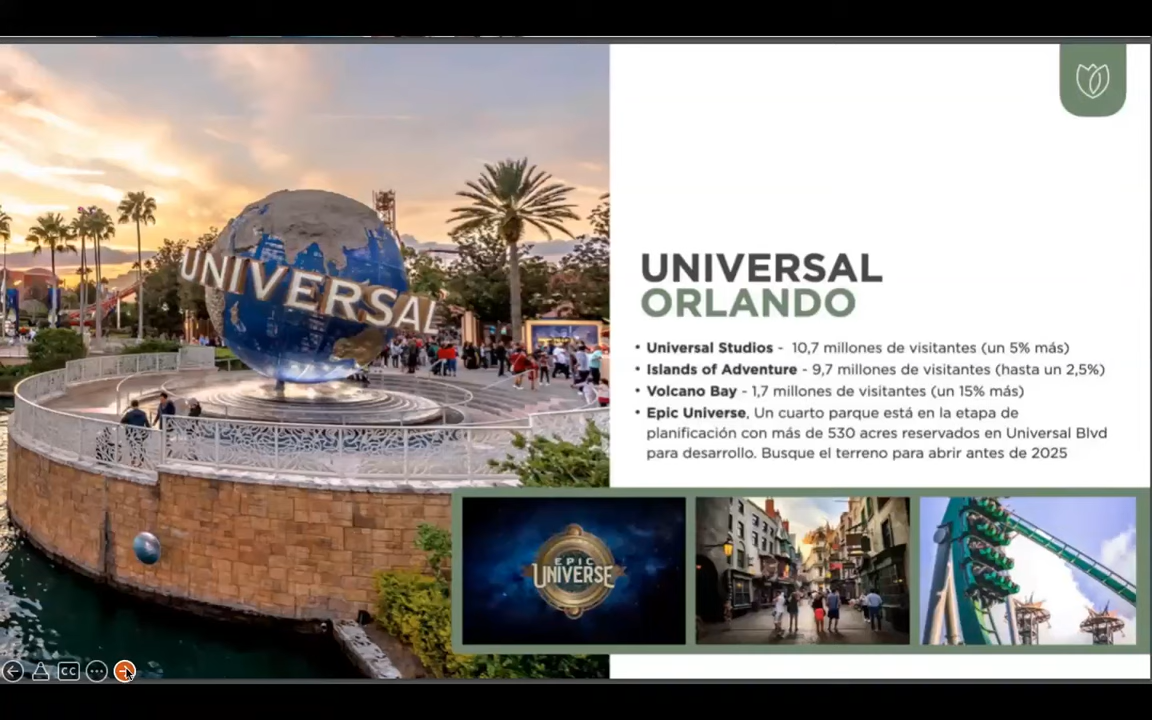 UNIVERSAL
UNIVERSAL
ORLANDO
• Universal Studios - 10,7 millones de visitantes (un 5% más)
• Islands of Adventure - 9,7 millones de visitantes (hasta un 2,5%)
• Volcano Bay - 1,7 millones de visitantes (un 15% más)
• Epic Universe, Un cuarto parque está en la etapa de
planificación con más de 530 acres reservados en Universal Blvd
para desarrollo. Busque el terreno para abrir antes de 2025
EPIC
UNIVERSE
CC